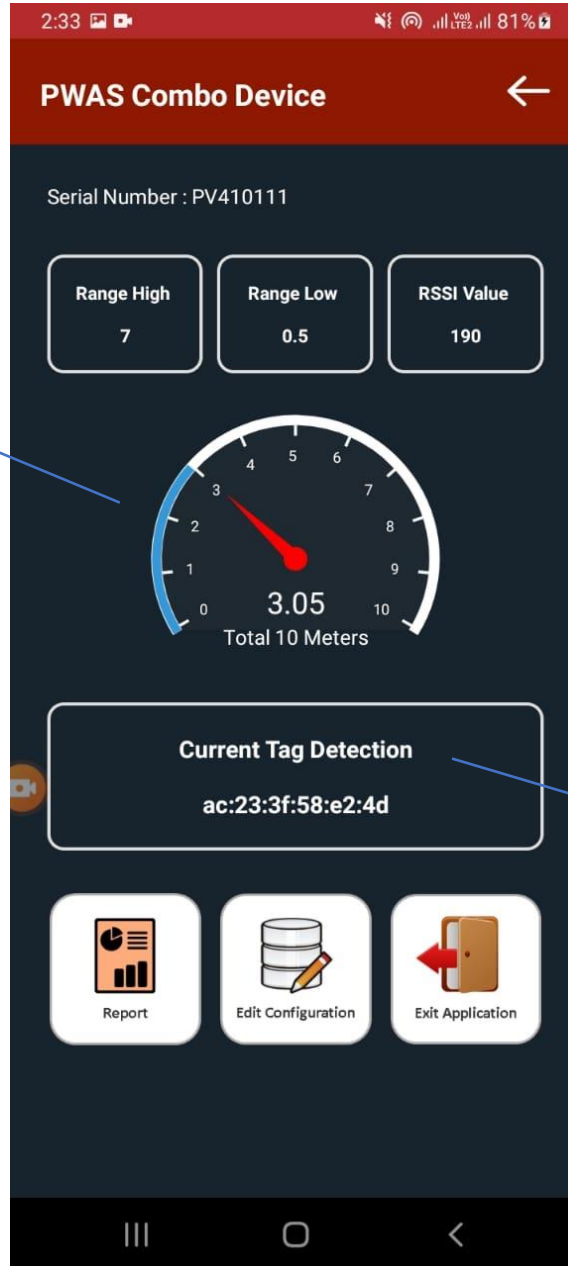 2:33 Vo) LTE2 81%
PWAS Combo Device
Serial Number : PV410111
Range High Range Low RSSI Value
7 0.5 190
0 1 2 3 4 5 6 7 8 9 10
3.05
Total 10 Meters
Current Tag Detection
ac:23:3f:58:e2:4d
Report Edit Configuration Exit Application